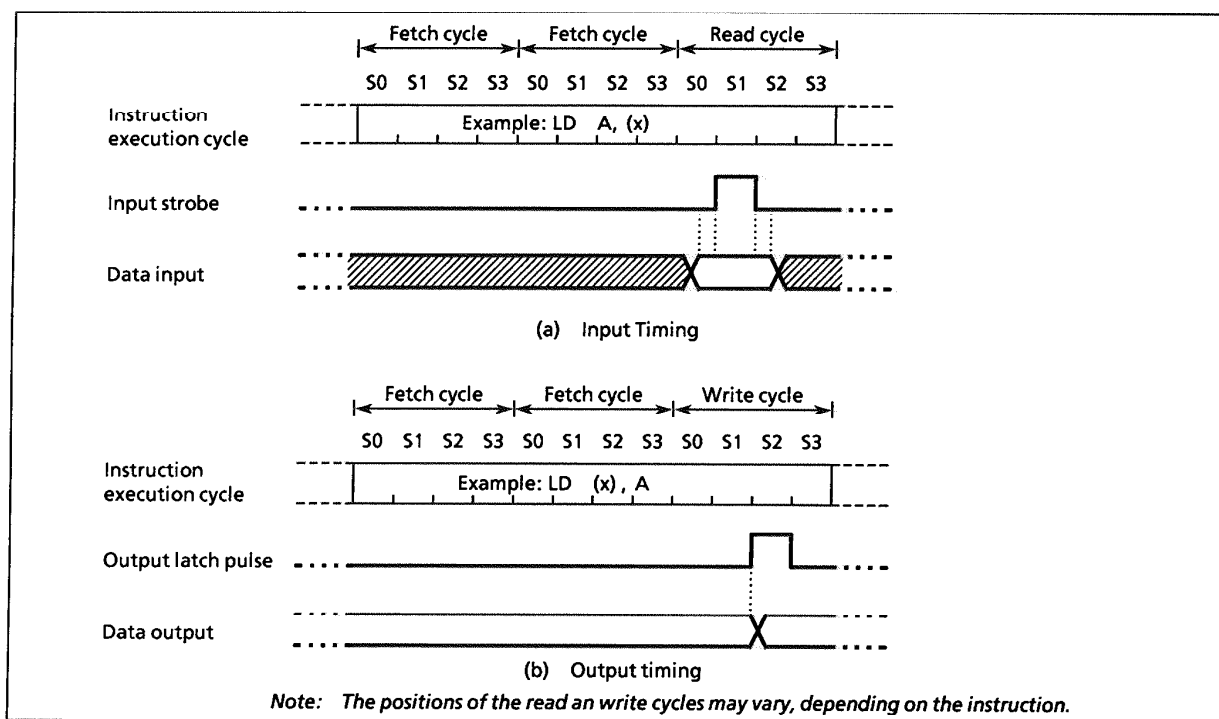 Fetch cycle Fetch cycle Read cycle
S0 S1 S2 S3 S0 S1 S2 S3 S0 S1 S2 S3
Instruction
execution cycle
Example: LD A, (x)
Input strobe
Data input
(a) Input Timing
Fetch cycle Fetch cycle Write cycle
S0 S1 S2 S3 S0 S1 S2 S3 S0 S1 S2 S3
Instruction
execution cycle
Example: LD (x), A
Output latch pulse
Data output
(b) Output timing
Note: The positions of the read an write cycles may vary, depending on the instruction.